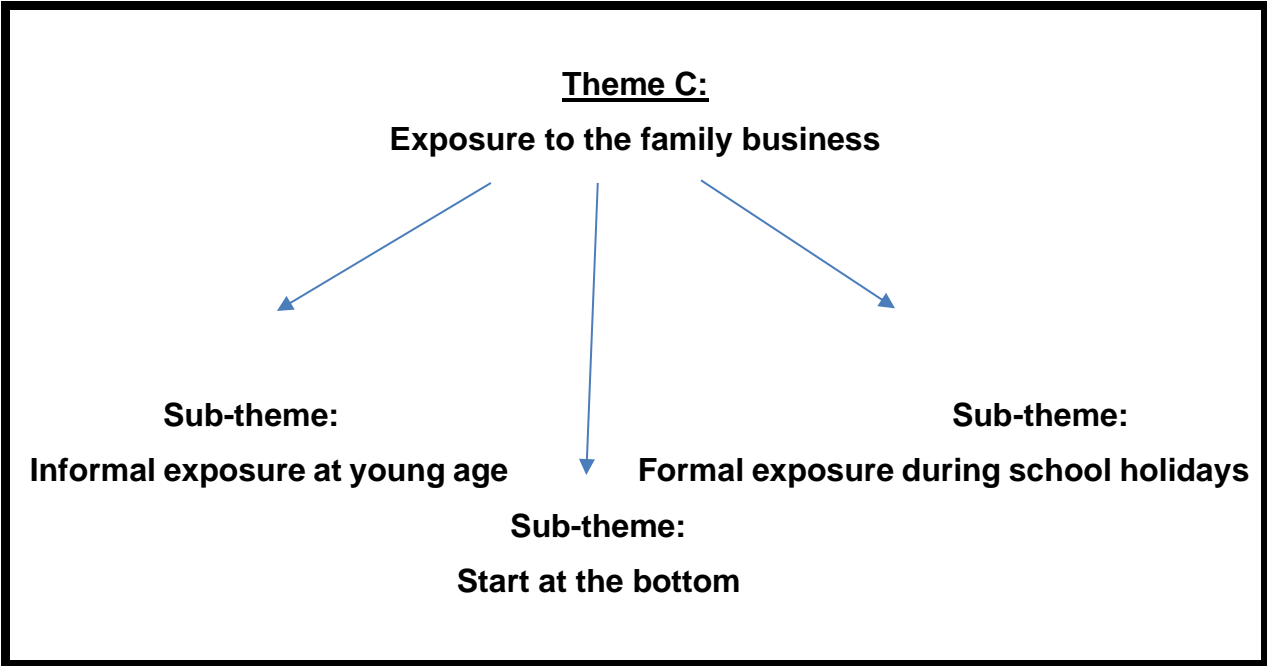 Theme C:
Exposure to the family business
Sub-theme:
Informal exposure at young age
Sub-theme:
Formal exposure during school holidays
Sub-theme:
Start at the bottom